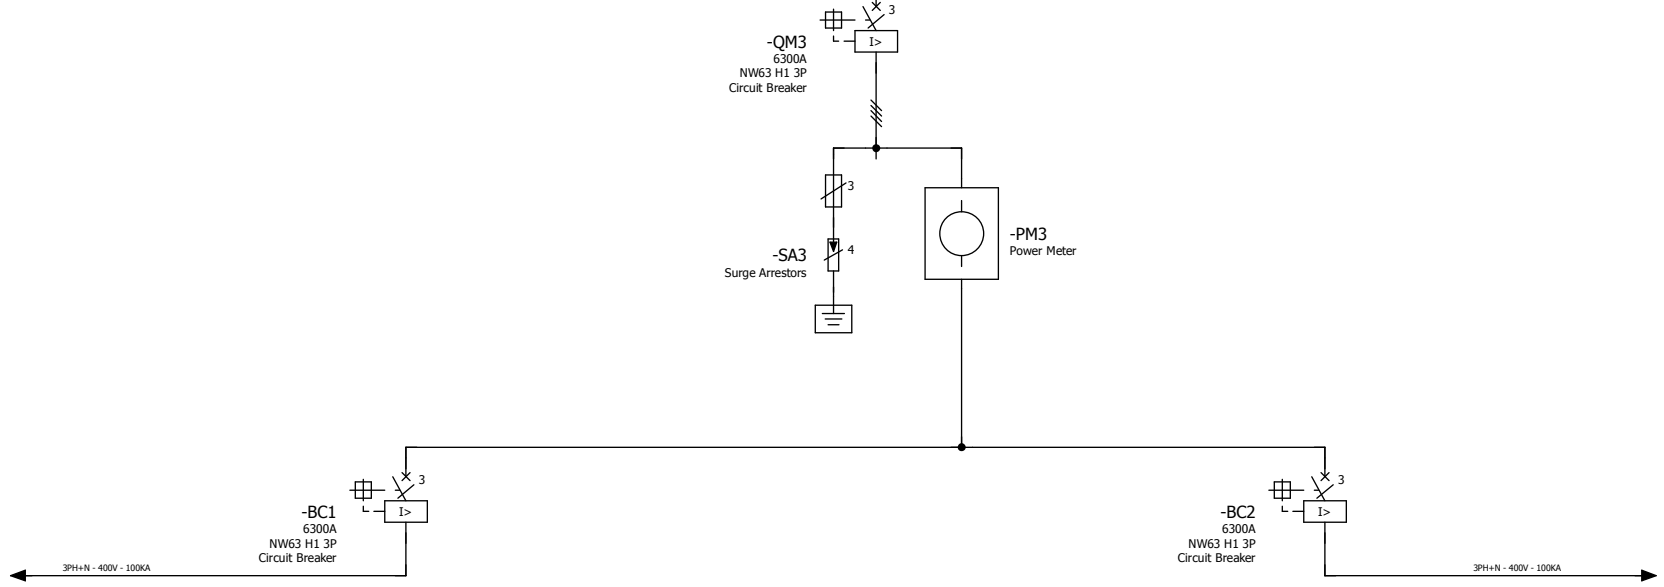 3
I>
-QM3
6300A
NW63 H1 3P
Circuit Breaker
3
-SA3
Surge Arrestors
4
-PM3
Power Meter
3
I>
-BC1
6300A
NW63 H1 3P
Circuit Breaker
3PH+N - 400V - 100KA
3
I>
-BC2
6300A
NW63 H1 3P
Circuit Breaker
3PH+N - 400V - 100KA